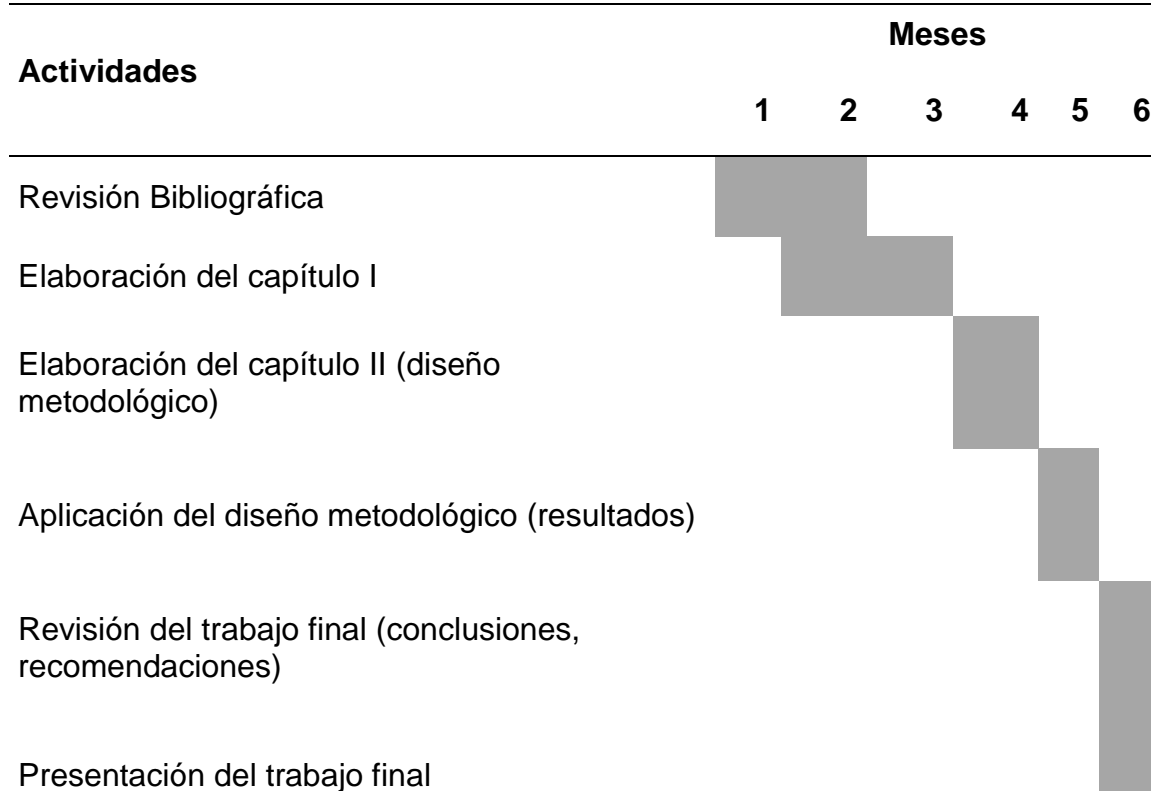 Meses
Actividades
1 2 3 4 5 6
Revisión Bibliográfica
Elaboración del capítulo I
Elaboración del capítulo II (diseño
metodológico)
Aplicación del diseño metodológico (resultados)
Revisión del trabajo final (conclusiones,
recomendaciones)
Presentación del trabajo final